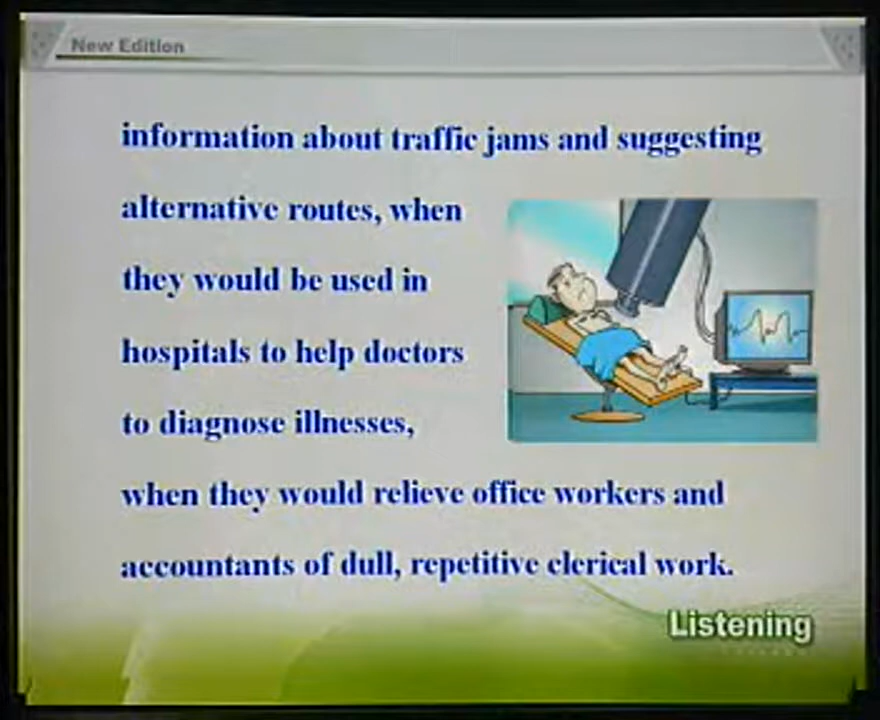 New Edition
information about traffic jams and suggesting
alternative routes, when
they would be used in
hospitals to help doctors
to diagnose illnesses,
when they would relieve office workers and
accountants of dull, repetitive clerical work.
Listening